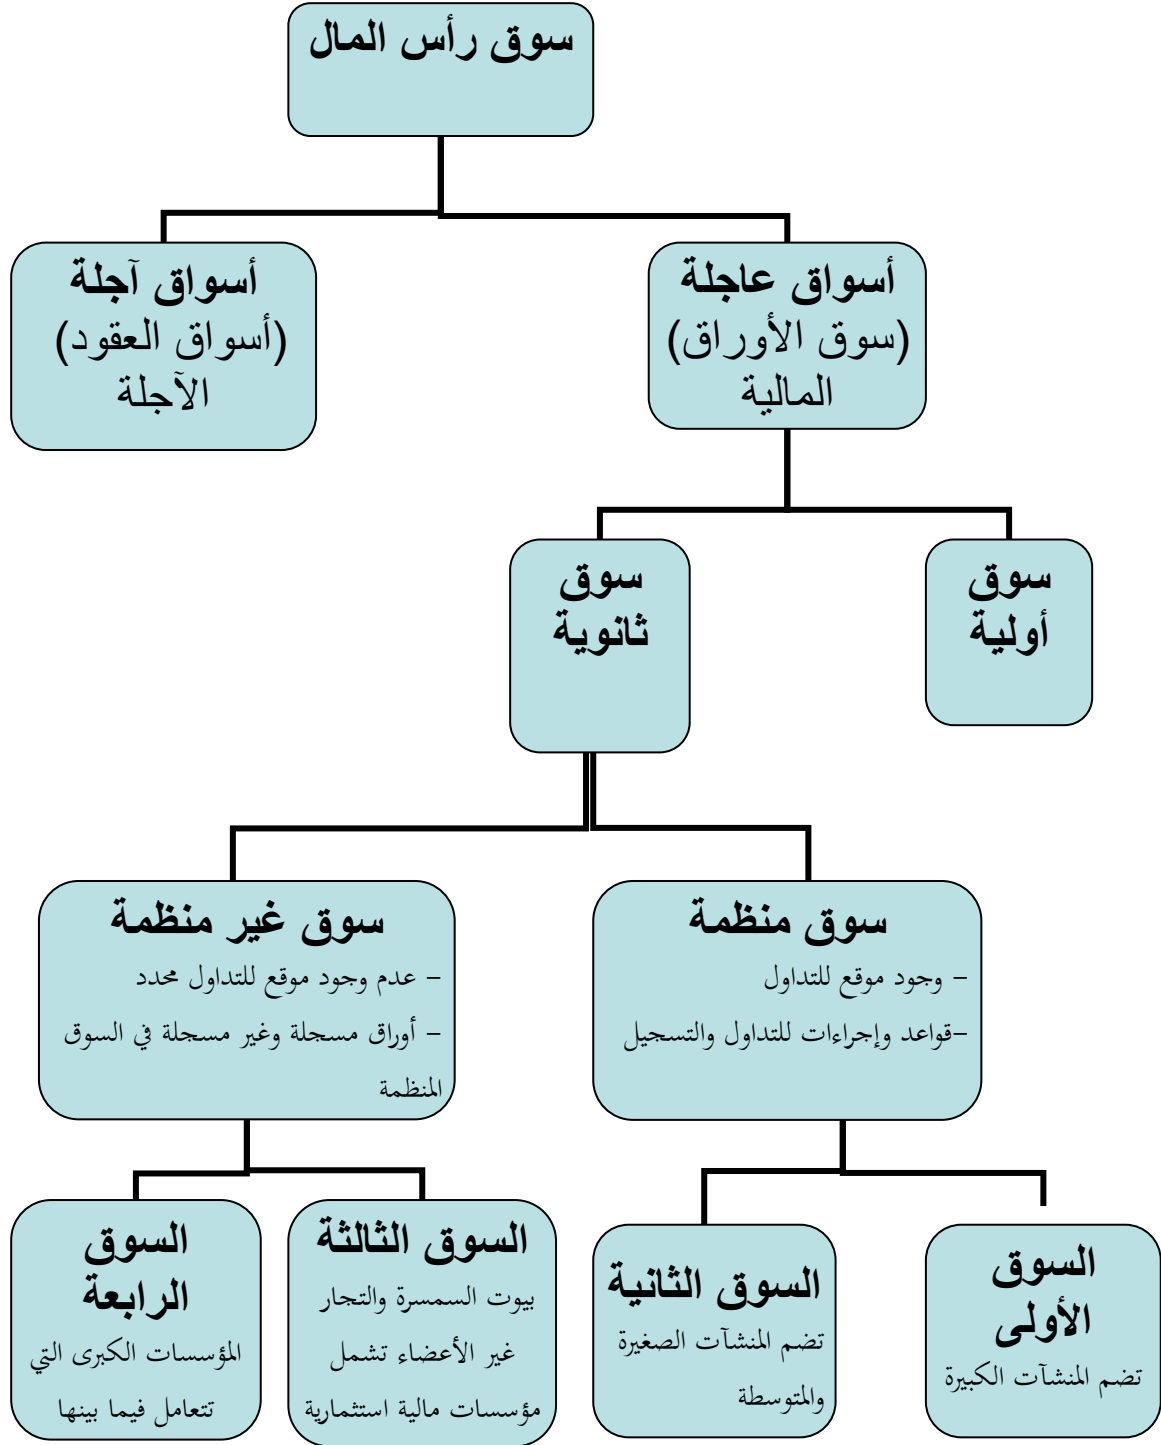 سوق رأس المال
أسواق عاجلة
(سوق الأوراق)
المالية
أسواق آجلة
(أسواق العقود)
الآجلة
سوق
أولية
سوق
ثانوية
سوق منظمة
– وجود موقع للتداول
–قواعد وإجراءات للتداول والتسجيل
سوق غير منظمة
– عدم وجود موقع للتداول محدد
– أوراق مسجلة وغير مسجلة في السوق
المنظمة
السوق
الأولى
تضم المنشآت الكبيرة
السوق الثانية
تضم المنشآت الصغيرة
والمتوسطة
السوق الثالثة
بيوت السمسرة والتجار
غير الأعضاء تشمل
مؤسسات مالية استثمارية
السوق
الرابعة
المؤسسات الكبرى التي
تتعامل فيما بينها